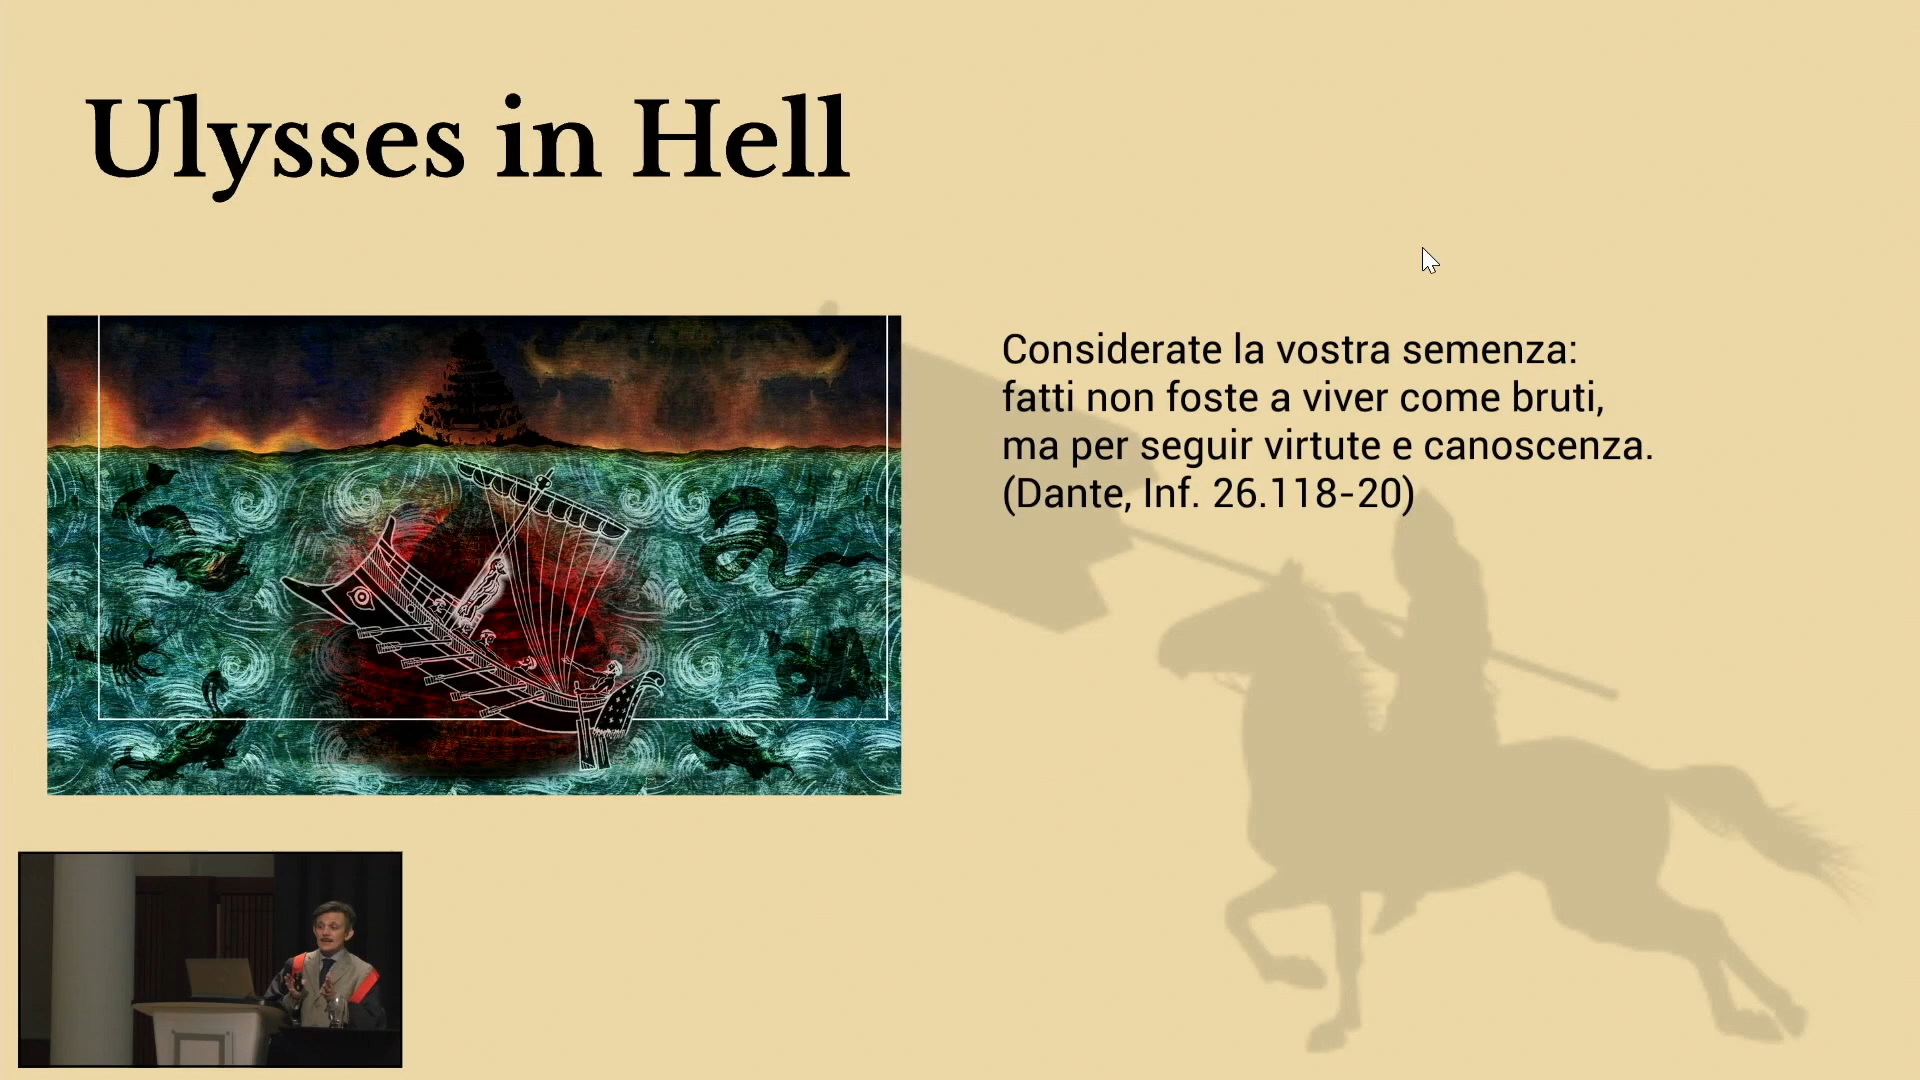 Ulysses in Hell
Considerate la vostra semenza:
fatti non foste a viver come bruti,
ma per seguir virtute e canoscenza.
(Dante, Inf. 26.118-20)